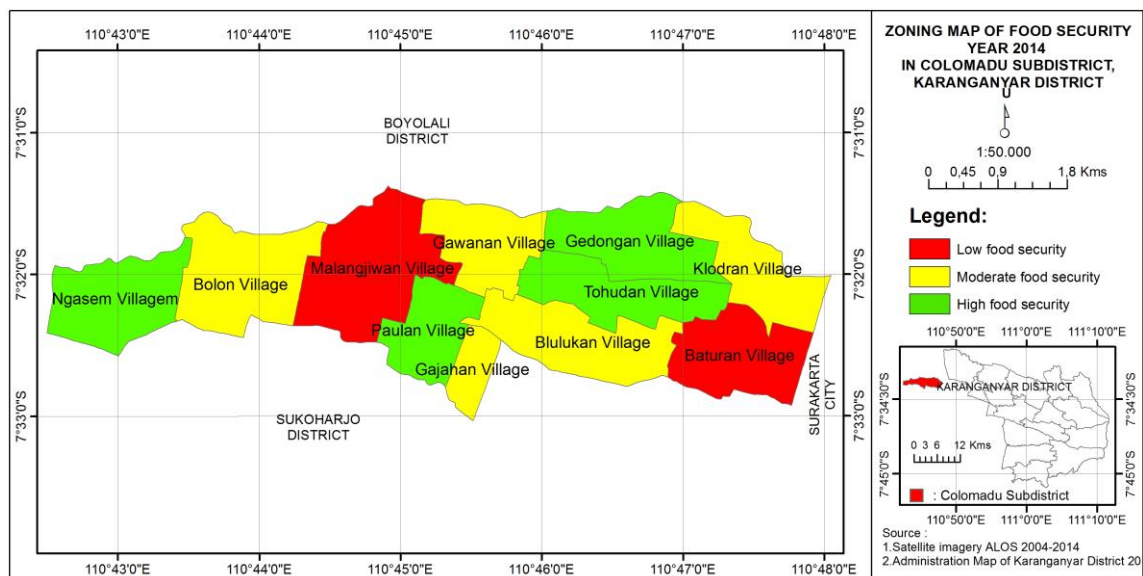 110°43'0"E 110°44'0"E 110°45'0"E 110°46'0"E 110°47'0"E 110°48'0"E
7°31'0"S
7°32'0"S
7°33'0"S
BOYOLALI
DISTRICT
Gawanan Village
Gedongan Village
Malangjiwan Village
Klodran Village
Bolon Village
Tohudan Village
Ngasem Villagem
Paulan Village
Blulukan Village
Baturan Village
Gajahan Village
SUKOHARJO
DISTRICT
SURAKARTA
CITY
7°31'0"S
7°32'0"S
7°33'0"S
110°43'0"E 110°44'0"E 110°45'0"E 110°46'0"E 110°47'0"E 110°48'0"E
ZONING MAP OF FOOD SECURITY
YEAR 2014
IN COLOMADU SUBDISTRICT,
KARANGANYAR DISTRICT
U
1:50.000
0 0,45 0,9 1,8 Kms
Legend:
Low food security
Moderate food security
High food security
110°50'0"E 111°0'0"E 111°10'0"E
7°34'30"S
7°45'0"S
KARANGANYAR DISTRICT
0 3 6 12 Kms
: Colomadu Subdistrict
7°34'30"S
7°45'0"S
110°50'0"E 111°0'0"E 111°10'0"E
Source :
1.Satellite imagery ALOS 2004-2014
2.Administration Map of Karanganyar District 20